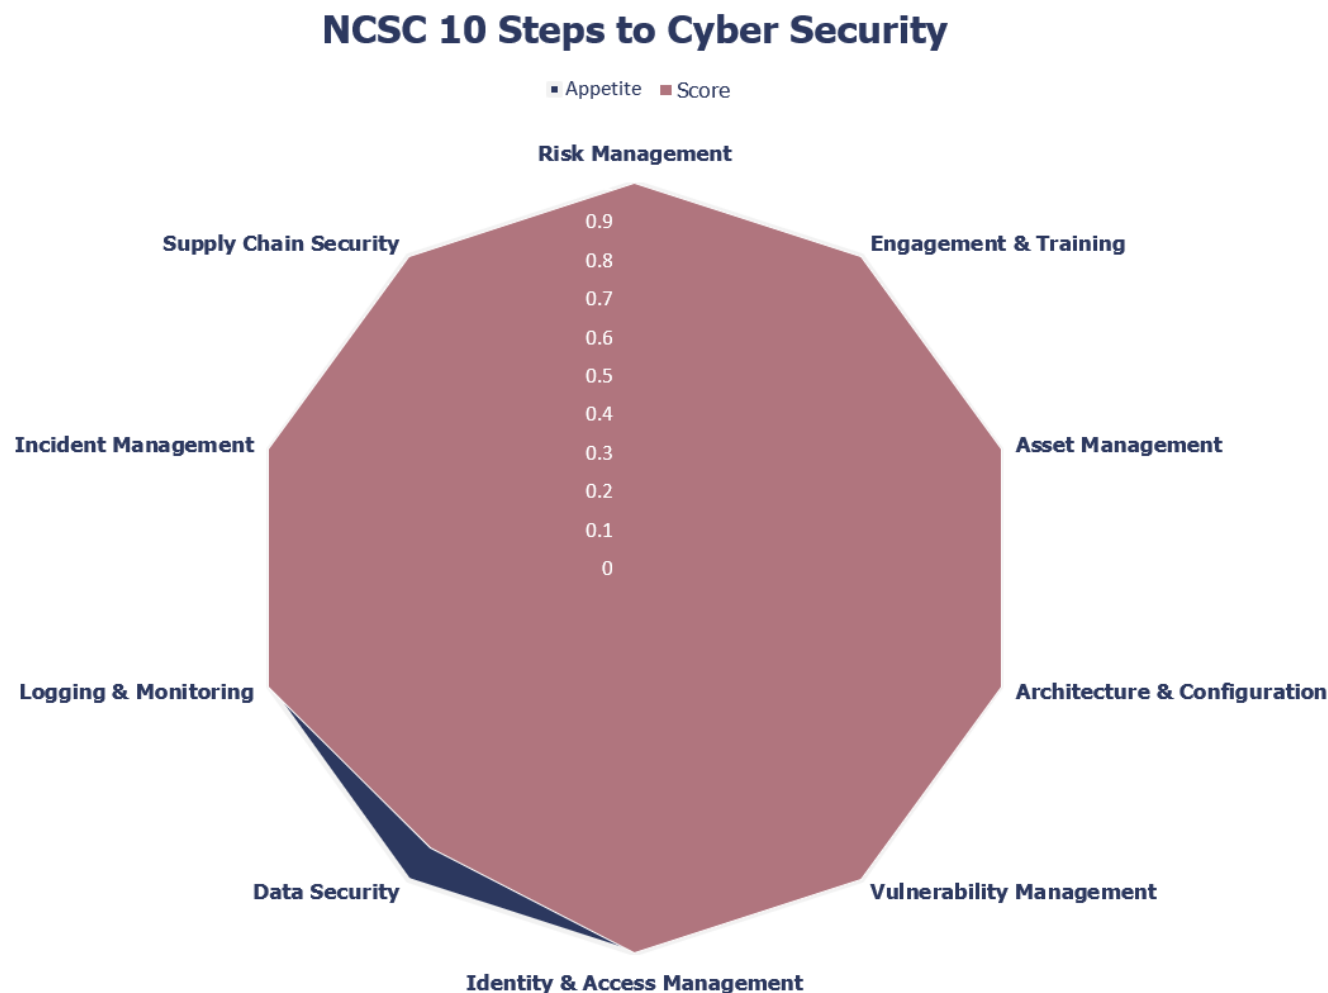 NCSC 10 Steps to Cyber Security
Appetite Score
Risk Management
0.9
Supply Chain Security
Engagement & Training
0.8
0.7
0.6
0.5
0.4
Incident Management
Asset Management
0.3
0.2
0.1
0
Logging & Monitoring
Architecture & Configuration
Data Security
Vulnerability Management
Identity & Access Management